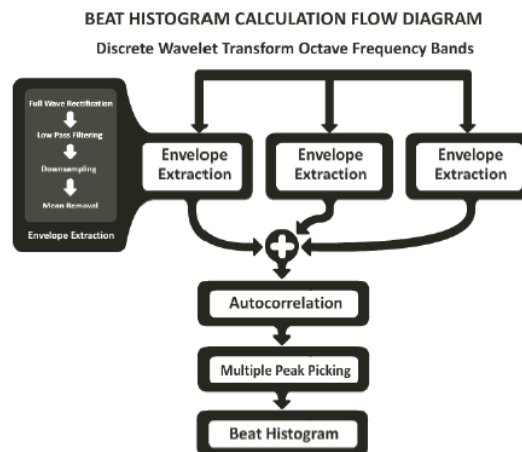 BEAT HISTOGRAM CALCULATION FLOW DIAGRAM
Discrete Wavelet Transform Octave Frequency Bands
Full Wave Rectification
Low Pass Filtering
Downsampling
Mean Removal
Envelope Extraction
Envelope
Extraction
Envelope
Extraction
Envelope
Extraction
Autocorrelation
Multiple Peak Picking
Beat Histogram